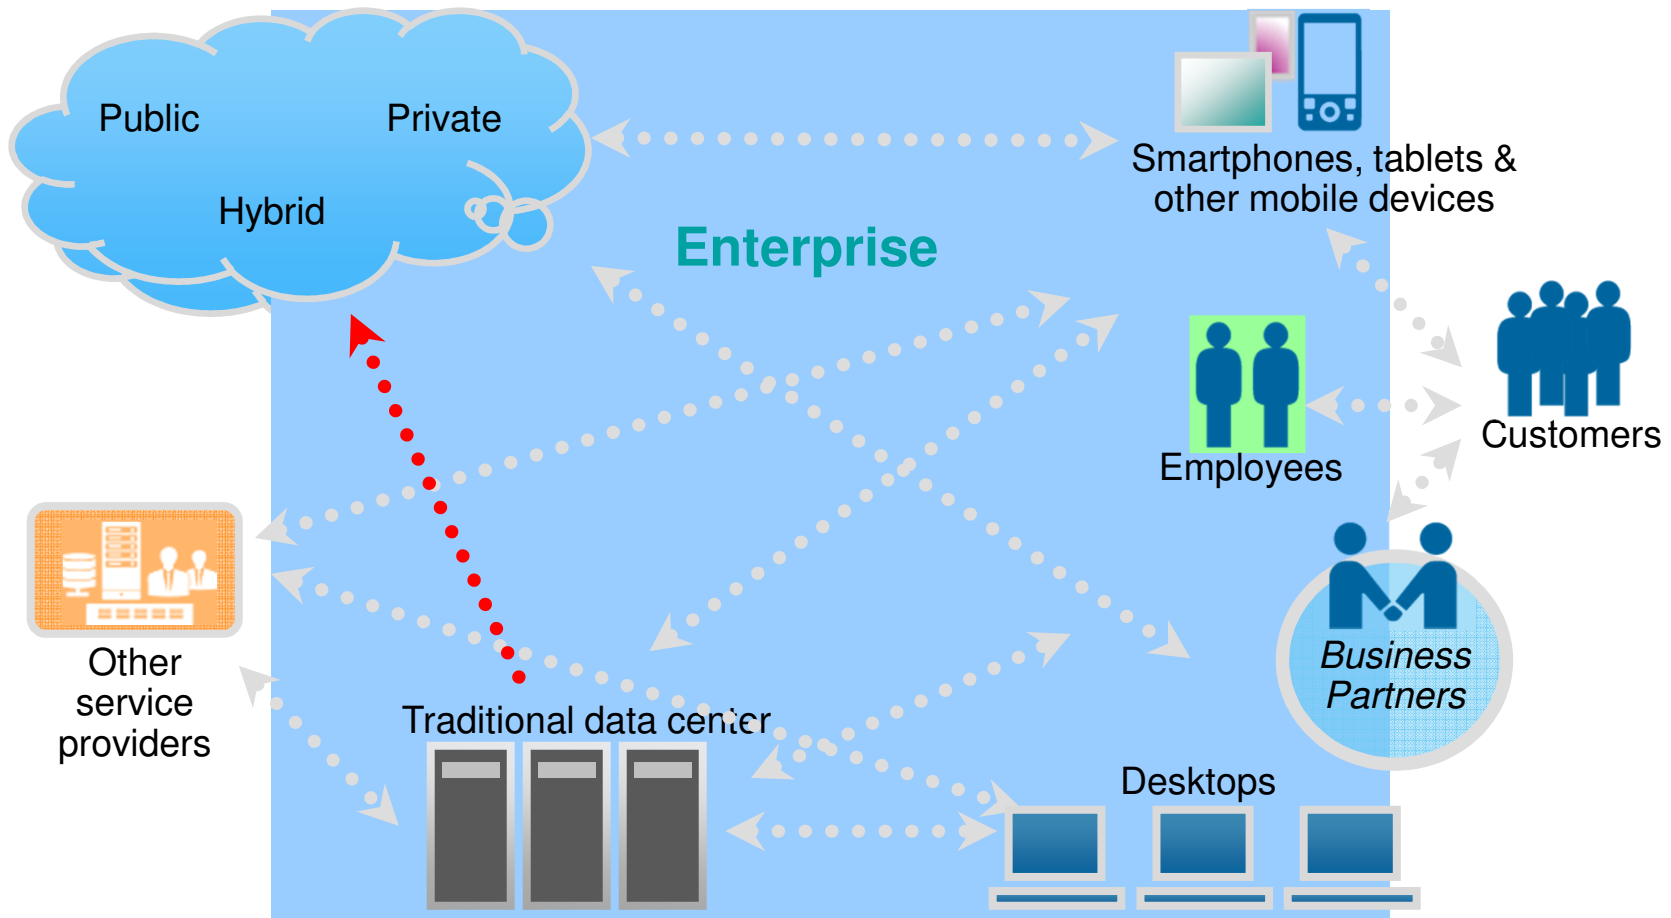 Public
Private
Hybrid
Smartphones, tablets &
other mobile devices
Enterprise
Customers
Employees
Other
service
providers
Business
Partners
Traditional data center
Desktops